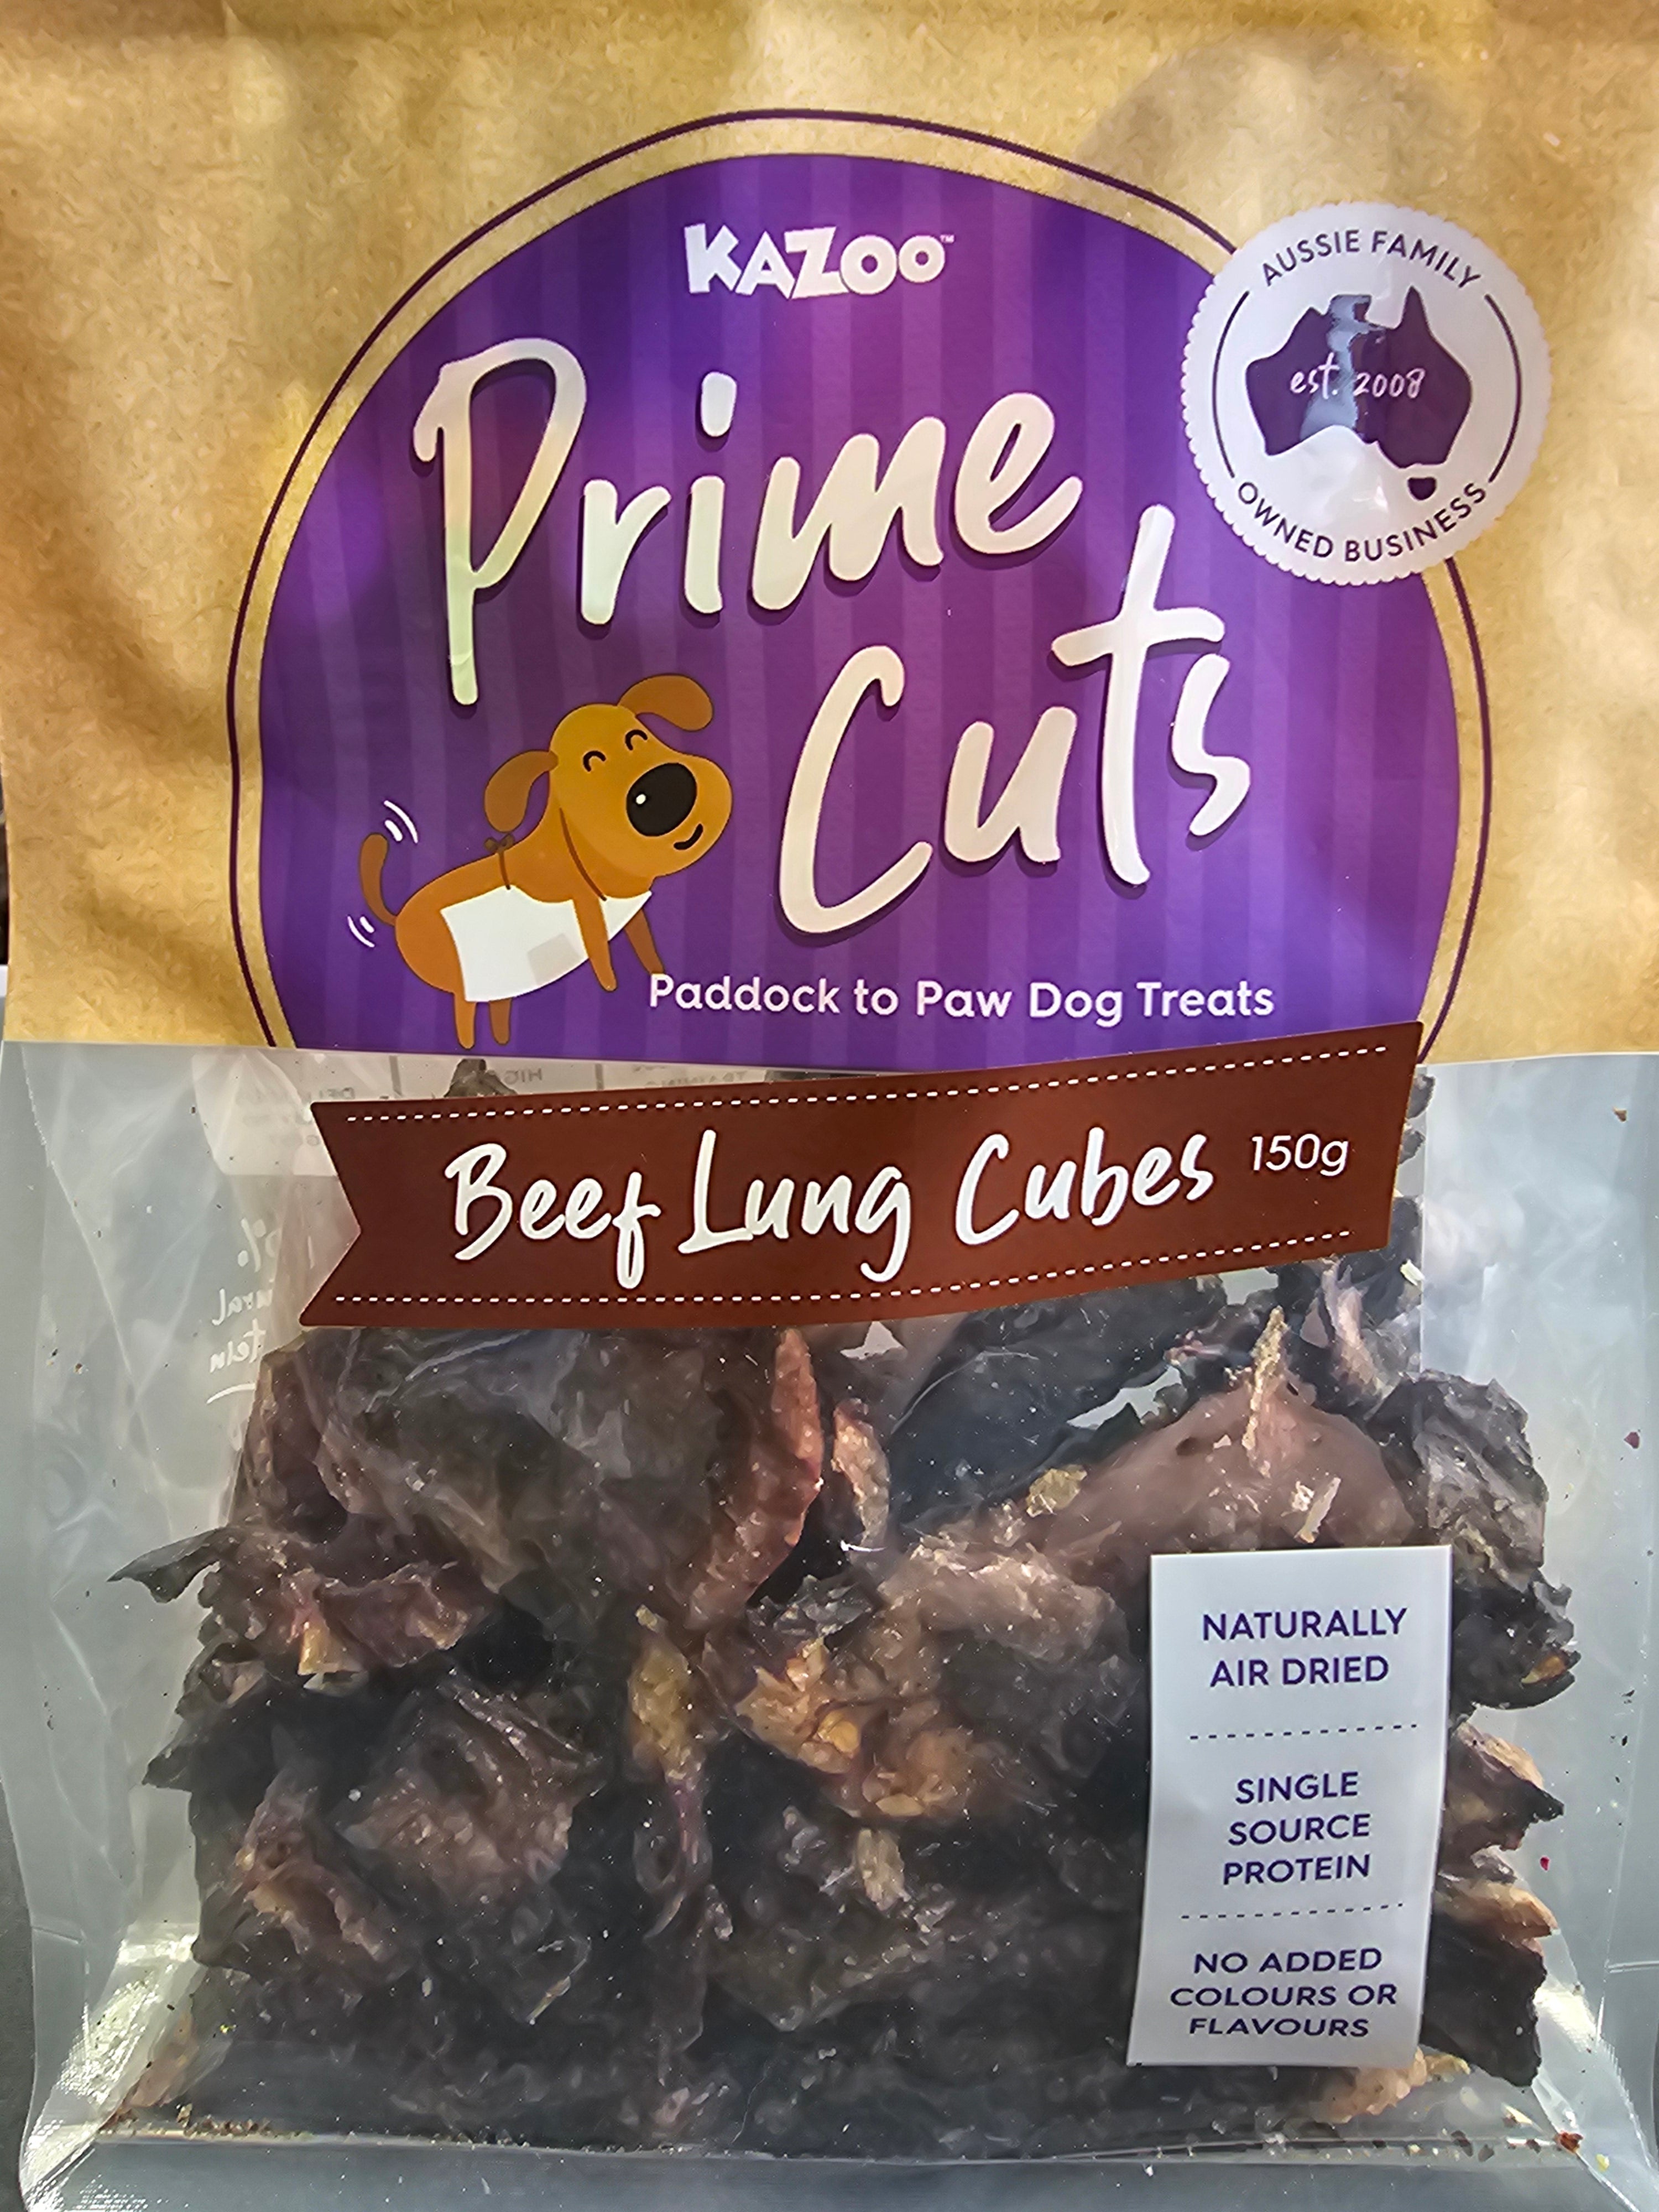 KAZOO™
AUSSIE FAMILY
est. 2008
OWNED BUSINESS
Prime
Cuts
Paddock to Paw Dog Treats
Beef Lung Cubes 150g
NATURALLY
AIR DRIED
SINGLE
SOURCE
PROTEIN
NO ADDED
COLOURS OR
FLAVOURS